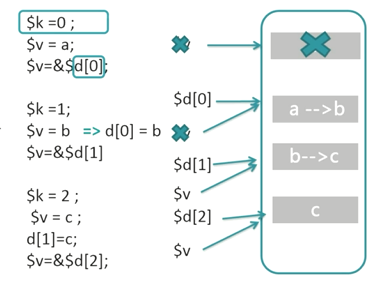 $k =0 ;
$v = a;
$v=&$d[0];
$d[0]
a -->b
$k =1;
$v = b => d[0] = b
$v=&$d[1]
b-->c
$d[1]
$v
$k = 2 ;
$d[2]
c
$v = c ;
d[1]=c;
$v
$v=&$d[2];